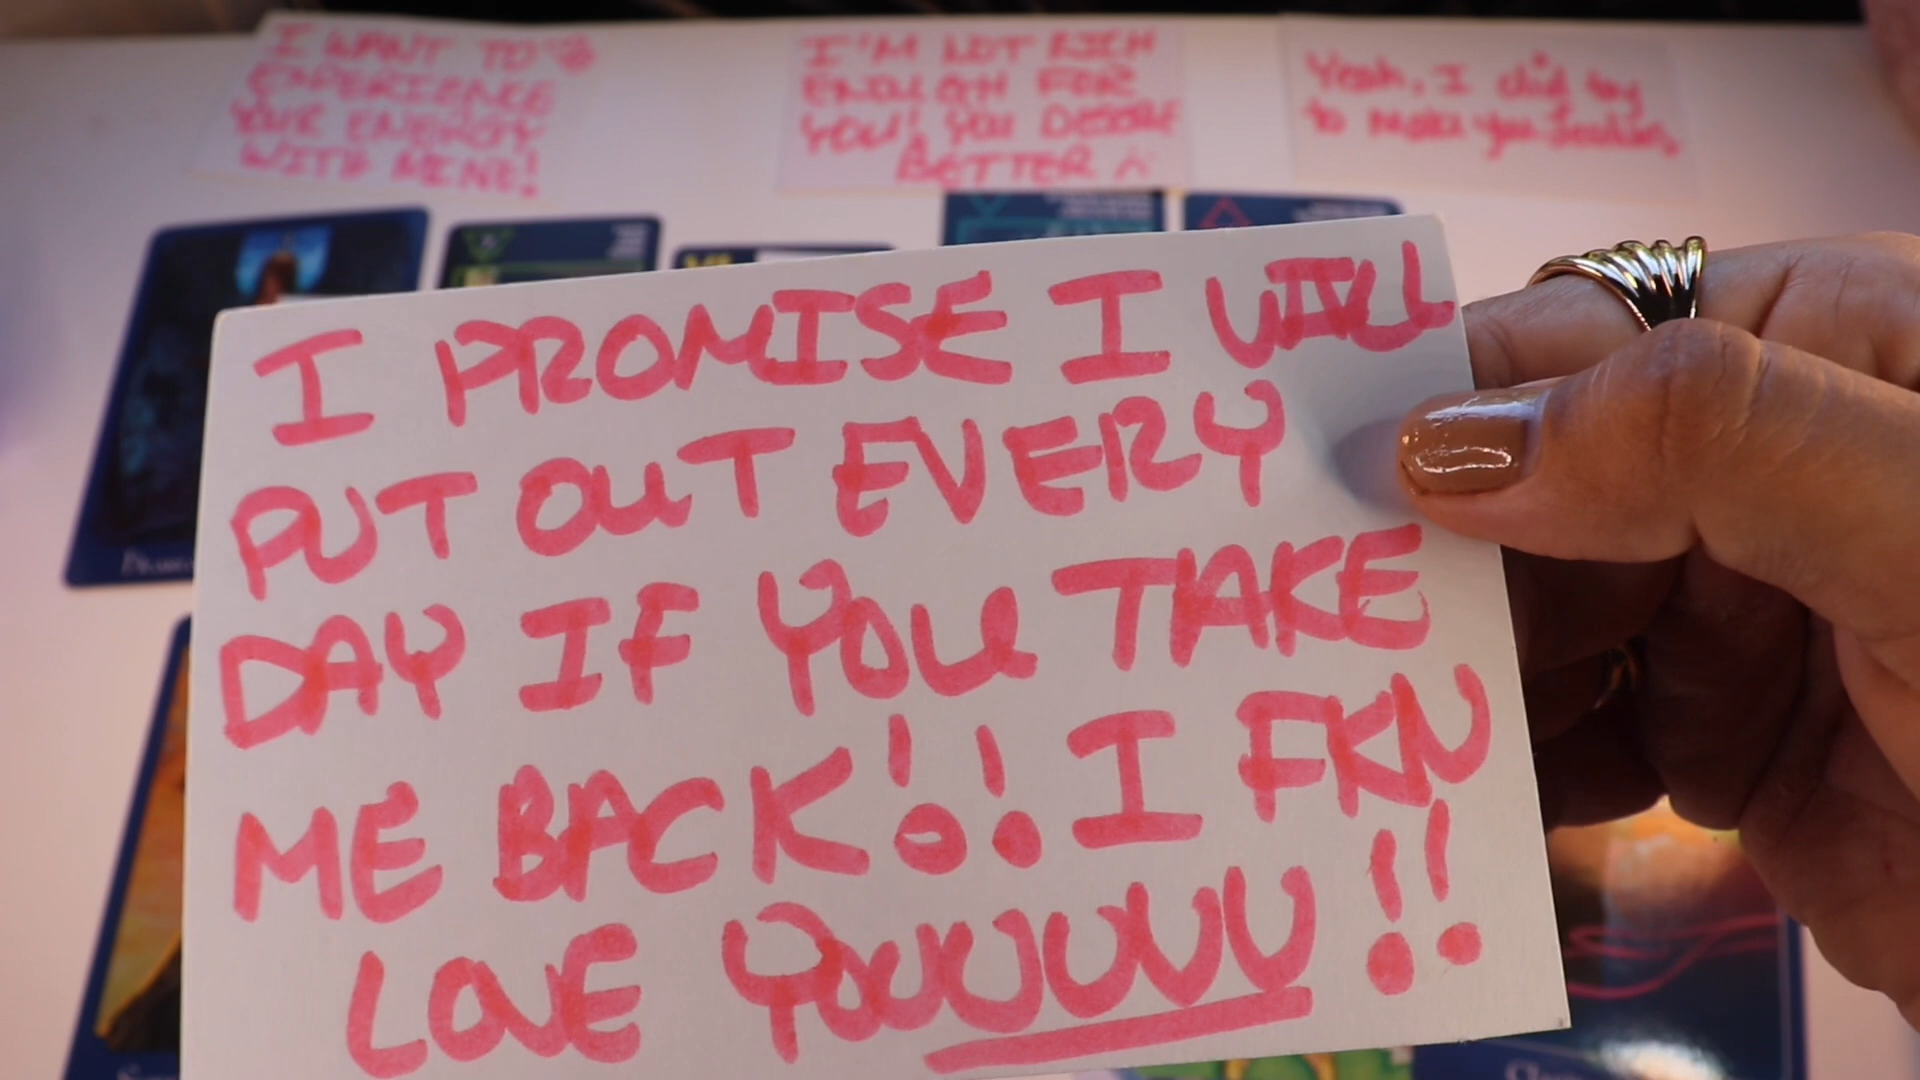 I WANT TO
EXPERIENCE
YOUR ENERGY
WITH MINE!
I'M NOT RICH
ENOUGH FOR
YOU! YOU DESERVE
BETTER
Yeah, I did try
to make you jealous,
I PROMISE I WILL
PUT OUT EVERY
DAY IF YOU TAKE
ME BACK!! I FKN
LOVE YOUUUUUU!!